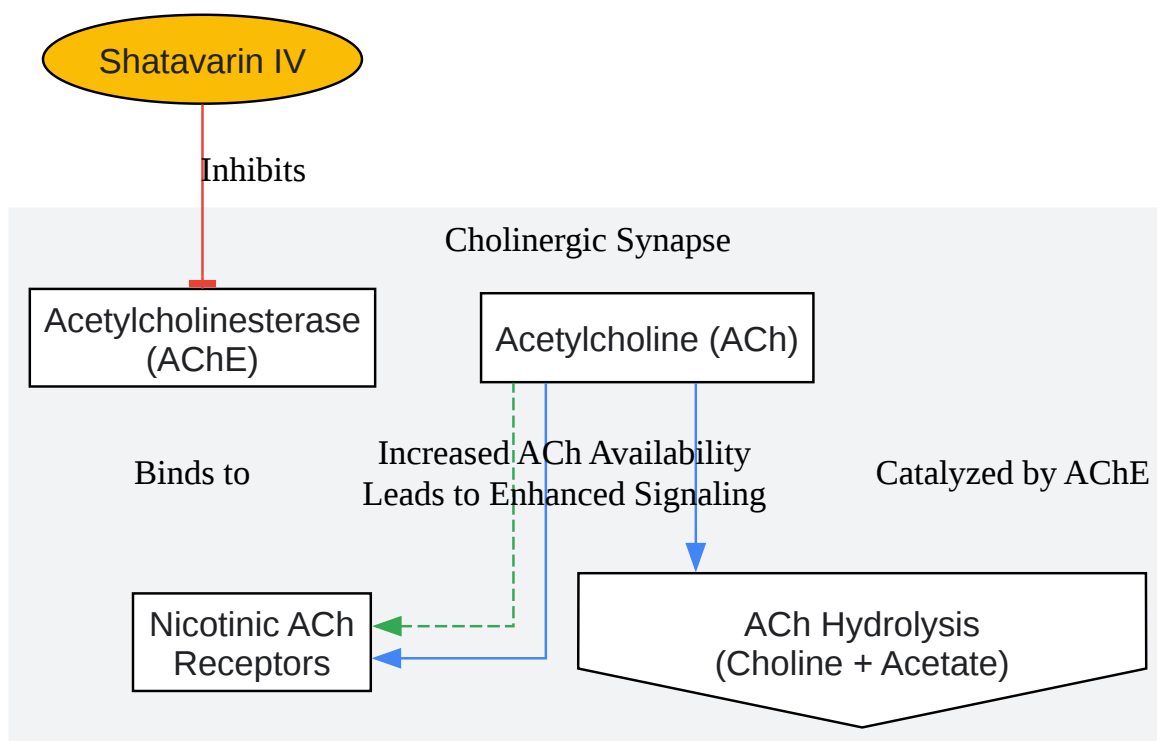 Shatavarin IV
Inhibits
Cholinergic Synapse
Acetylcholinesterase
(AChE)
Acetylcholine (ACh)
Binds to
Increased ACh Availability
Leads to Enhanced Signaling
Catalyzed by AChE
Nicotinic ACh
Receptors
ACh Hydrolysis
(Choline + Acetate)